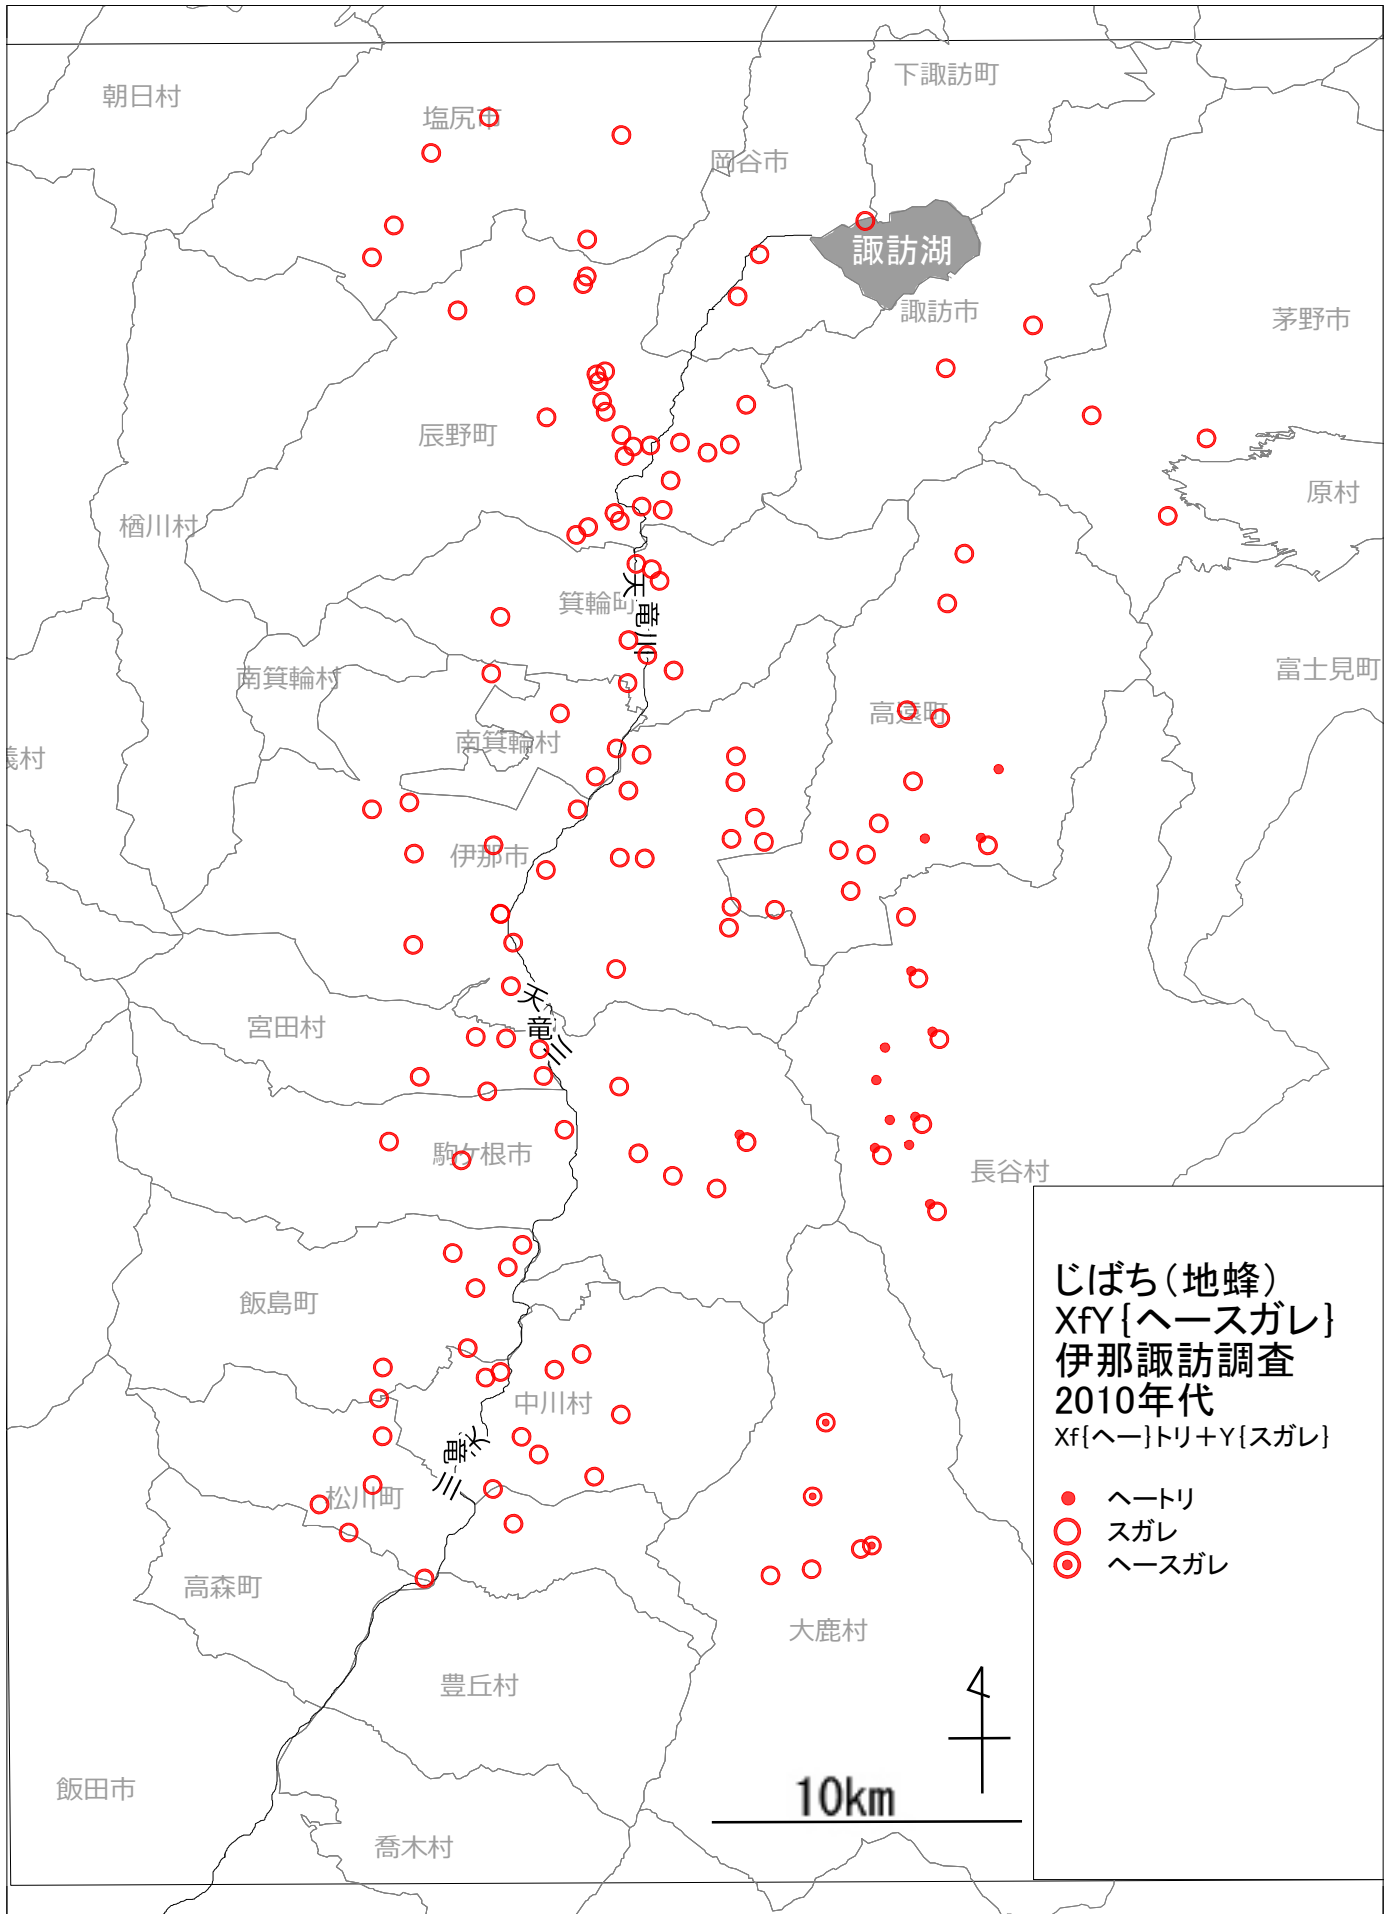 下諏訪町
朝日村
塩尻市
岡谷市
諏訪湖
諏訪市
茅野市
辰野町
原村
楢川村
箕輪町
天竜川
南箕輪村
富士見町
高遠町
南箕輪村
義村
伊那市
天竜川
宮田村
駒ケ根市
長谷村
飯島町
中川村
天竜川
松川町
高森町
大鹿村
豊丘村
飯田市
喬木村
10km
じばち（地蜂）
XfY{ヘースガレ}
伊那諏訪調査
2010年代
Xf{ヘー}トリ＋Y{スガレ}
ヘートリ
スガレ
ヘースガレ